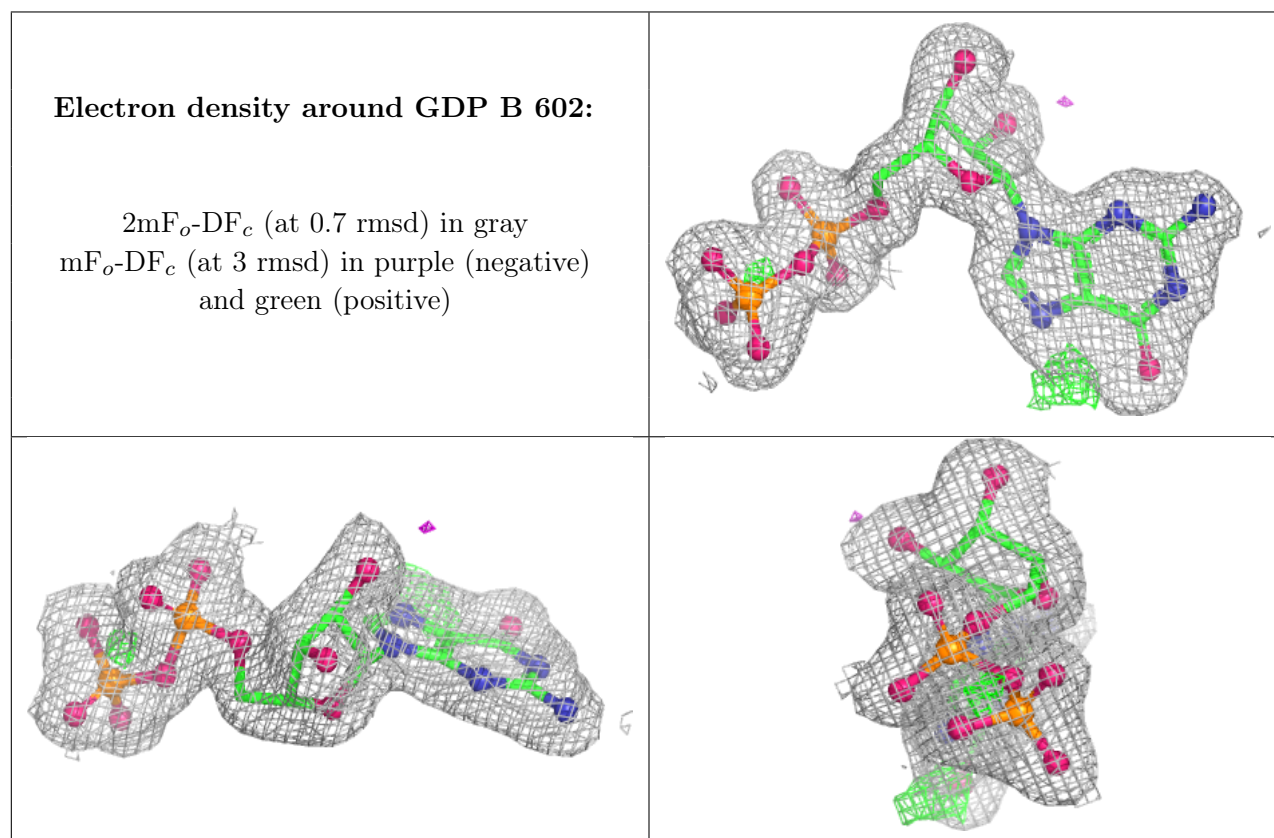 Electron density around GDP B 602:
2mFo-DFc (at 0.7 rmsd) in gray
mFo-DFc (at 3 rmsd) in purple (negative)
and green (positive)